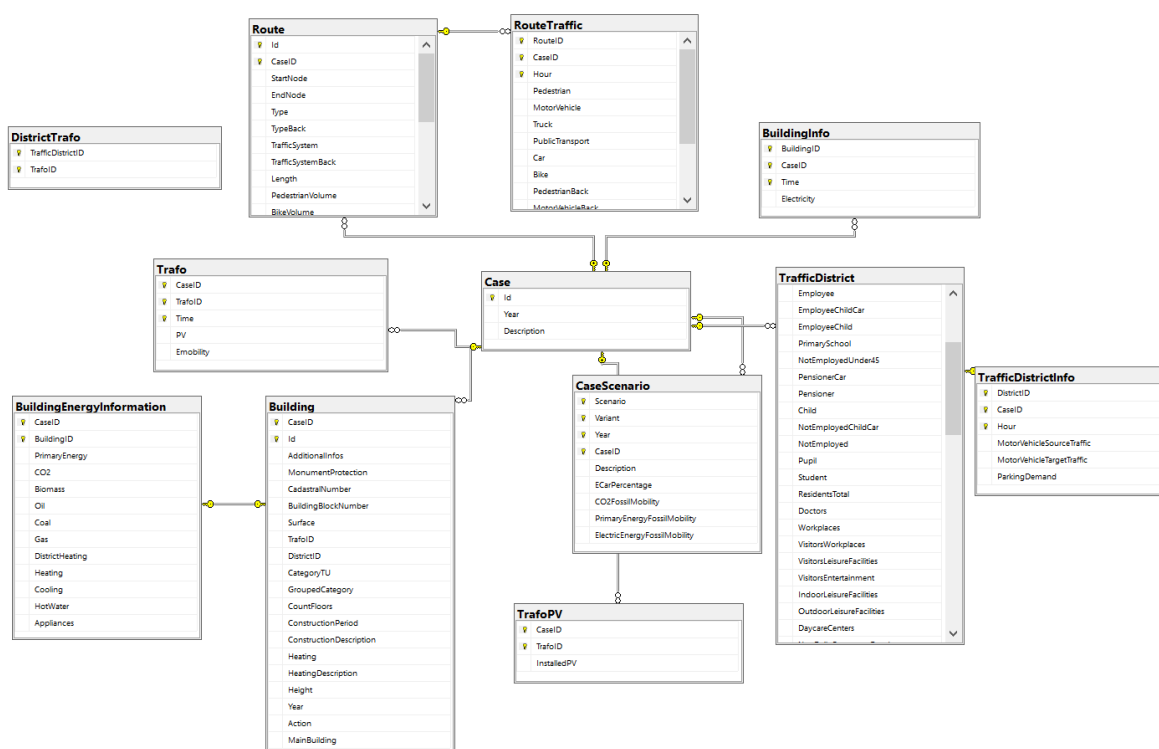 Route
Id
CaseID
StartNode
EndNode
Type
TypeBack
TrafficSystem
TrafficSystemBack
Length
PedestrianVolume
BikeVolume
RouteTraffic
RouteID
CaseID
Hour
Pedestrian
MotorVehicle
Truck
PublicTransport
Car
Bike
PedestrianBack
MotorVehicleBack
DistrictTrafo
TrafficDistrictID
TrafoID
BuildingInfo
BuildingID
CaseID
Time
Electricity
Trafo
CaseID
TrafoID
Time
PV
Emobility
Case
Id
Year
Description
TrafficDistrict
Employee
EmployeeChildCar
EmployeeChild
PrimarySchool
NotEmployedUnder45
PensionerCar
Pensioner
Child
NotEmployedChildCar
NotEmployed
Pupil
Student
ResidentsTotal
Doctors
Workplaces
VisitorsWorkplaces
VisitorsLeisureFacilities
VisitorsEntertainment
IndoorLeisureFacilities
OutdoorLeisureFacilities
DaycareCenters
TrafficDistrictInfo
DistrictID
CaseID
Hour
MotorVehicleSourceTraffic
MotorVehicleTargetTraffic
ParkingDemand
CaseScenario
Scenario
Variant
Year
CaseID
Description
ECarPercentage
CO2FossilMobility
PrimaryEnergyFossilMobility
ElectricEnergyFossilMobility
BuildingEnergyInformation
CaseID
BuildingID
PrimaryEnergy
CO2
Biomass
Oil
Coal
Gas
DistrictHeating
Heating
Cooling
HotWater
Appliances
Building
CaseID
Id
AdditionalInfos
MonumentProtection
CadastralNumber
BuildingBlockNumber
Surface
TrafoID
DistrictID
CategoryTU
GroupedCategory
CountFloors
ConstructionPeriod
ConstructionDescription
Heating
HeatingDescription
Height
Year
Action
MainBuilding
TrafoPV
CaseID
TrafoID
InstalledPV